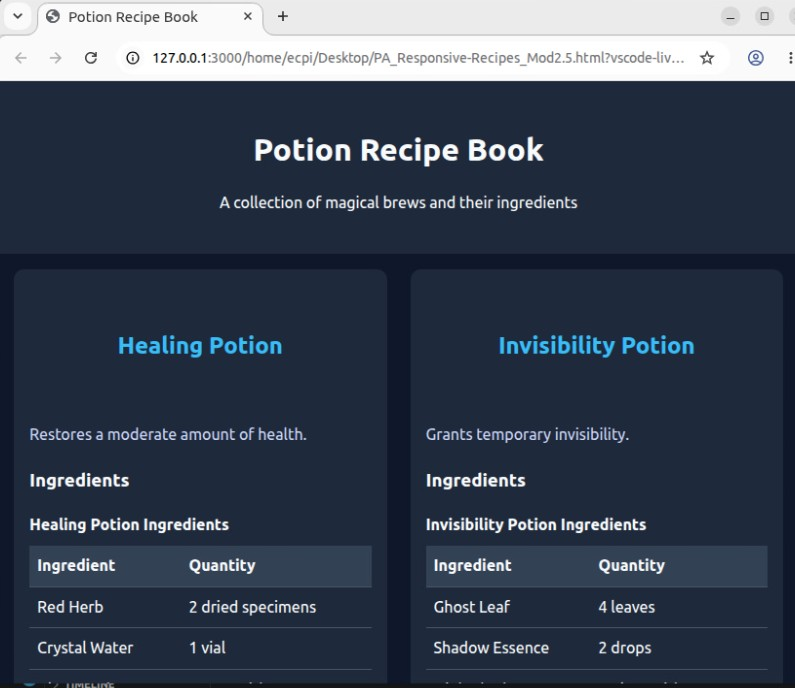 Potion Recipe Book
127.0.0.1:3000/home/ecpi/Desktop/PA_Responsive-Recipes_Mod2.5.html?vscode-liv...
Potion Recipe Book
A collection of magical brews and their ingredients
Healing Potion
Restores a moderate amount of health.
Ingredients
Healing Potion Ingredients
Ingredient Quantity
Red Herb 2 dried specimens
Crystal Water 1 vial
Invisibility Potion
Grants temporary invisibility.
Ingredients
Invisibility Potion Ingredients
Ingredient Quantity
Ghost Leaf 4 leaves
Shadow Essence 2 drops
TIMELINE